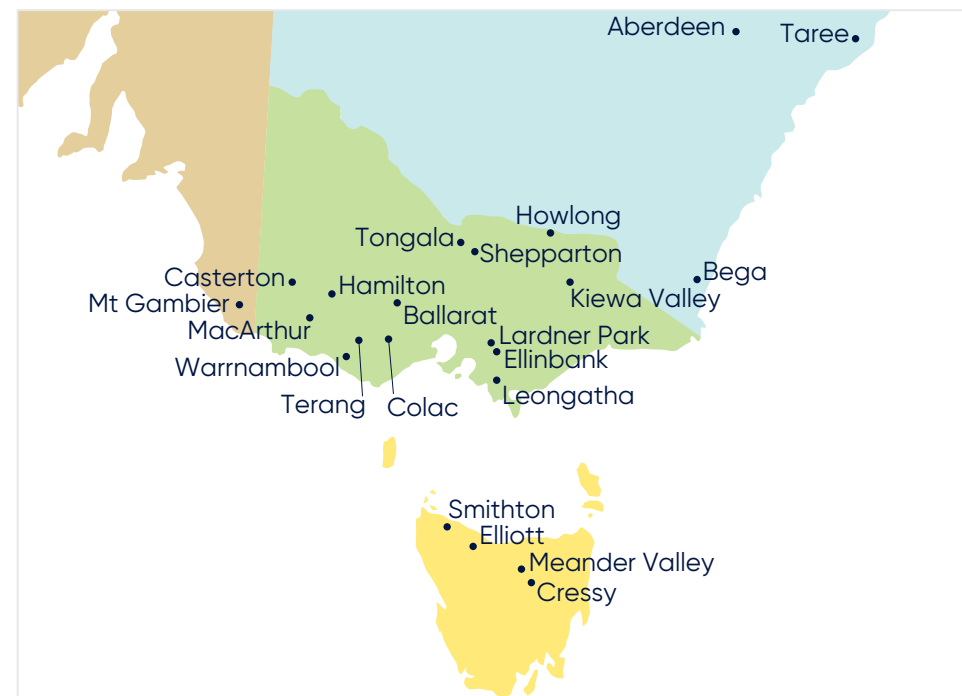 Aberdeen
Taree
Howlong
Tongala
Shepparton
Bega
Casterton
Hamilton
Kiewa Valley
Mt Gambier
Ballarat
MacArthur
Lardner Park
Ellinbank
Warrnambool
Leongatha
Terang
Colac
Smithton
Elliott
Meander Valley
Cressy